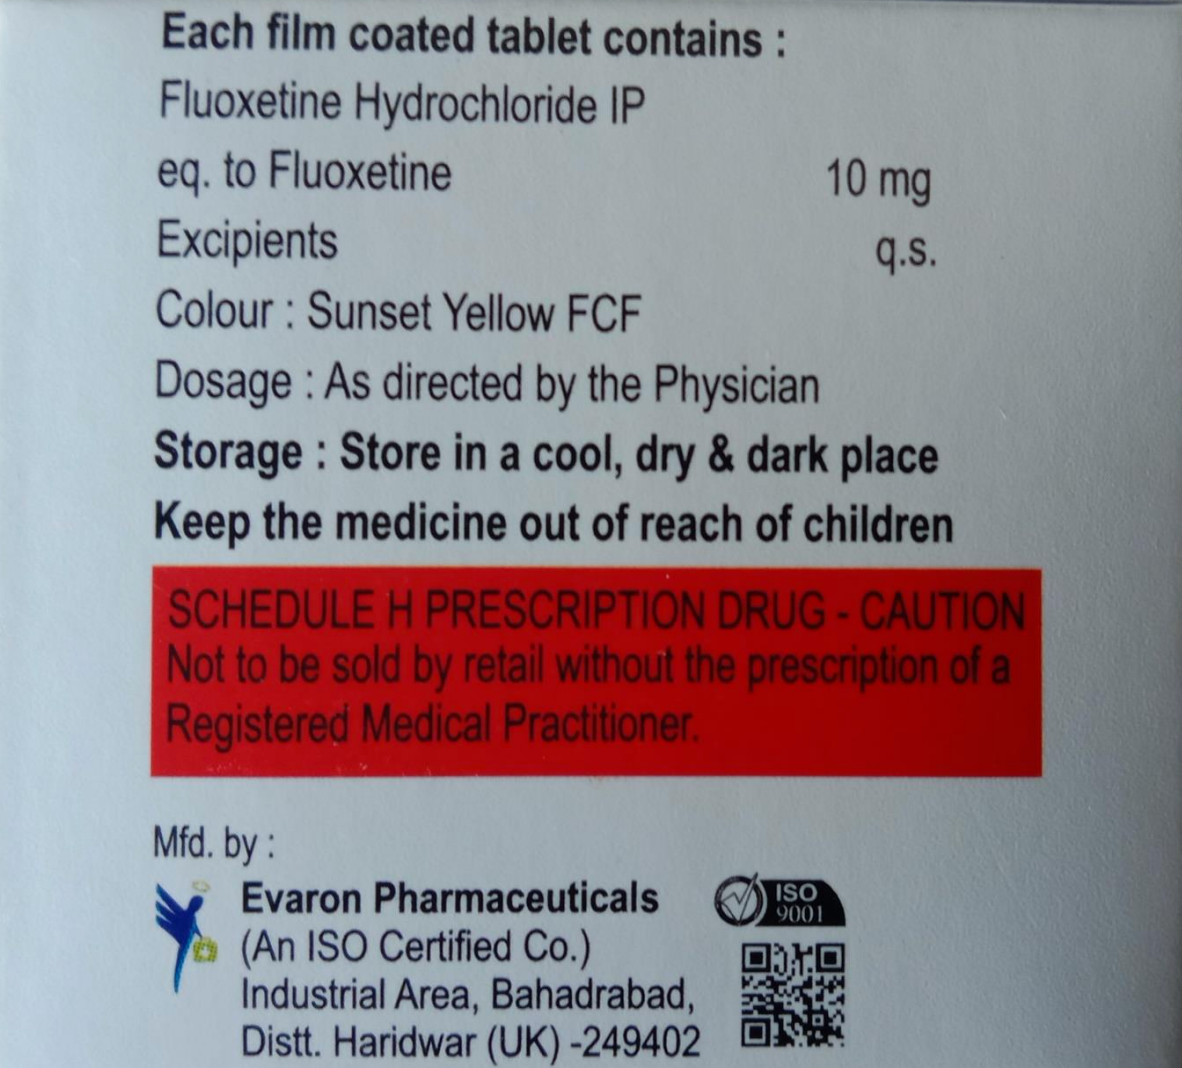 Each film coated tablet contains :
Fluoxetine Hydrochloride IP
eq. to Fluoxetine 10 mg
Excipients q.s.
Colour : Sunset Yellow FCF
Dosage : As directed by the Physician
Storage : Store in a cool, dry & dark place
Keep the medicine out of reach of children
SCHEDULE H PRESCRIPTION DRUG - CAUTION
Not to be sold by retail without the prescription of a
Registered Medical Practitioner.
Mfd. by :
Evaron Pharmaceuticals
(An ISO Certified Co.)
Industrial Area, Bahadrabad,
Distt. Haridwar (UK) -249402
ISO
9001